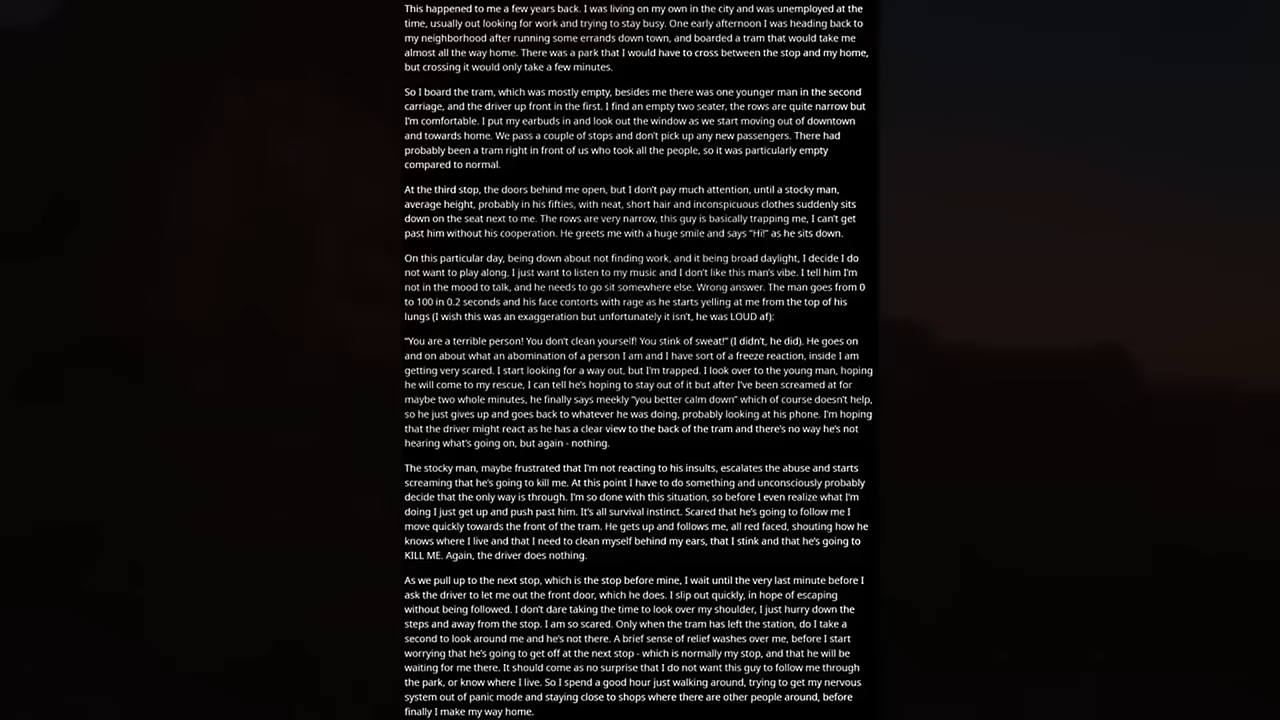 This happened to me a few years back. I was living on my own in the city and was unemployed at the
time, usually out looking for work and trying to stay busy. One early afternoon I was heading back to
my neighborhood after running some errands down town, and boarded a tram that would take me
almost all the way home. There was a park that I would have to cross between the stop and my home,
but crossing it would only take a few minutes.
So I board the tram, which was mostly empty, besides me there was one younger man in the second
carriage, and the driver up front in the first. I find an empty two seater, the rows are quite narrow but
I'm comfortable. I put my earbuds in and look out the window as we start moving out of downtown
and towards home. We pass a couple of stops and don't pick up any new passengers. There had
probably been a tram right in front of us who took all the people, so it was particularly empty
compared to normal.
At the third stop, the doors behind me open, but I don't pay much attention, until a stocky man,
average height, probably in his fifties, with neat, short hair and inconspicuous clothes suddenly sits
down on the seat next to me. The rows are very narrow, this guy is basically trapping me, I can't get
past him without his cooperation. He greets me with a huge smile and says "Hi!" as he sits down.
On this particular day, being down about not finding work, and it being broad daylight, I decide I do
not want to play along, I just want to listen to my music and I don't like this man's vibe. I tell him I'm
not in the mood to talk, and he needs to go sit somewhere else. Wrong answer. The man goes from 0
to 100 in 0.2 seconds and his face contorts with rage as he starts yelling at me from the top of his
lungs (I wish this was an exaggeration but unfortunately it isn't, he was LOUD af):
"You are a terrible person! You don't clean yourself! You stink of sweat!" (I didn't, he did). He goes on
and on about what an abomination of a person I am and I have sort of a freeze reaction, inside I am
getting very scared. I start looking for a way out, but I'm trapped. I look over to the young man, hoping
he will come to my rescue, I can tell he's hoping to stay out of it but after I've been screamed at for
maybe two whole minutes, he finally says meekly "you better calm down" which of course doesn't help,
so he just gives up and goes back to whatever he was doing, probably looking at his phone. I'm hoping
that the driver might react as he has a clear view to the back of the tram and there's no way he's not
hearing what's going on, but again - nothing.
The stocky man, maybe frustrated that I'm not reacting to his insults, escalates the abuse and starts
screaming that he's going to kill me. At this point I have to do something and unconsciously probably
decide that the only way is through. I'm so done with this situation, so before I even realize what I'm
doing I just get up and push past him. It's all survival instinct. Scared that he's going to follow me I
move quickly towards the front of the tram. He gets up and follows me, all red faced, shouting how he
knows where I live and that I need to clean myself behind my ears, that I stink and that he's going to
KILL ME. Again, the driver does nothing.
As we pull up to the next stop, which is the stop before mine, I wait until the very last minute before I
ask the driver to let me out the front door, which he does. I slip out quickly, in hope of escaping
without being followed. I don't dare taking the time to look over my shoulder, I just hurry down the
steps and away from the stop. I am so scared. Only when the tram has left the station, do I take a
second to look around me and he's not there. A brief sense of relief washes over me, before I start
worrying that he's going to get off at the next stop - which is normally my stop, and that he will be
waiting for me there. It should come as no surprise that I do not want this guy to follow me through
the park, or know where I live. So I spend a good hour just walking around, trying to get my nervous
system out of panic mode and staying close to shops where there are other people around, before
finally I make my way home.